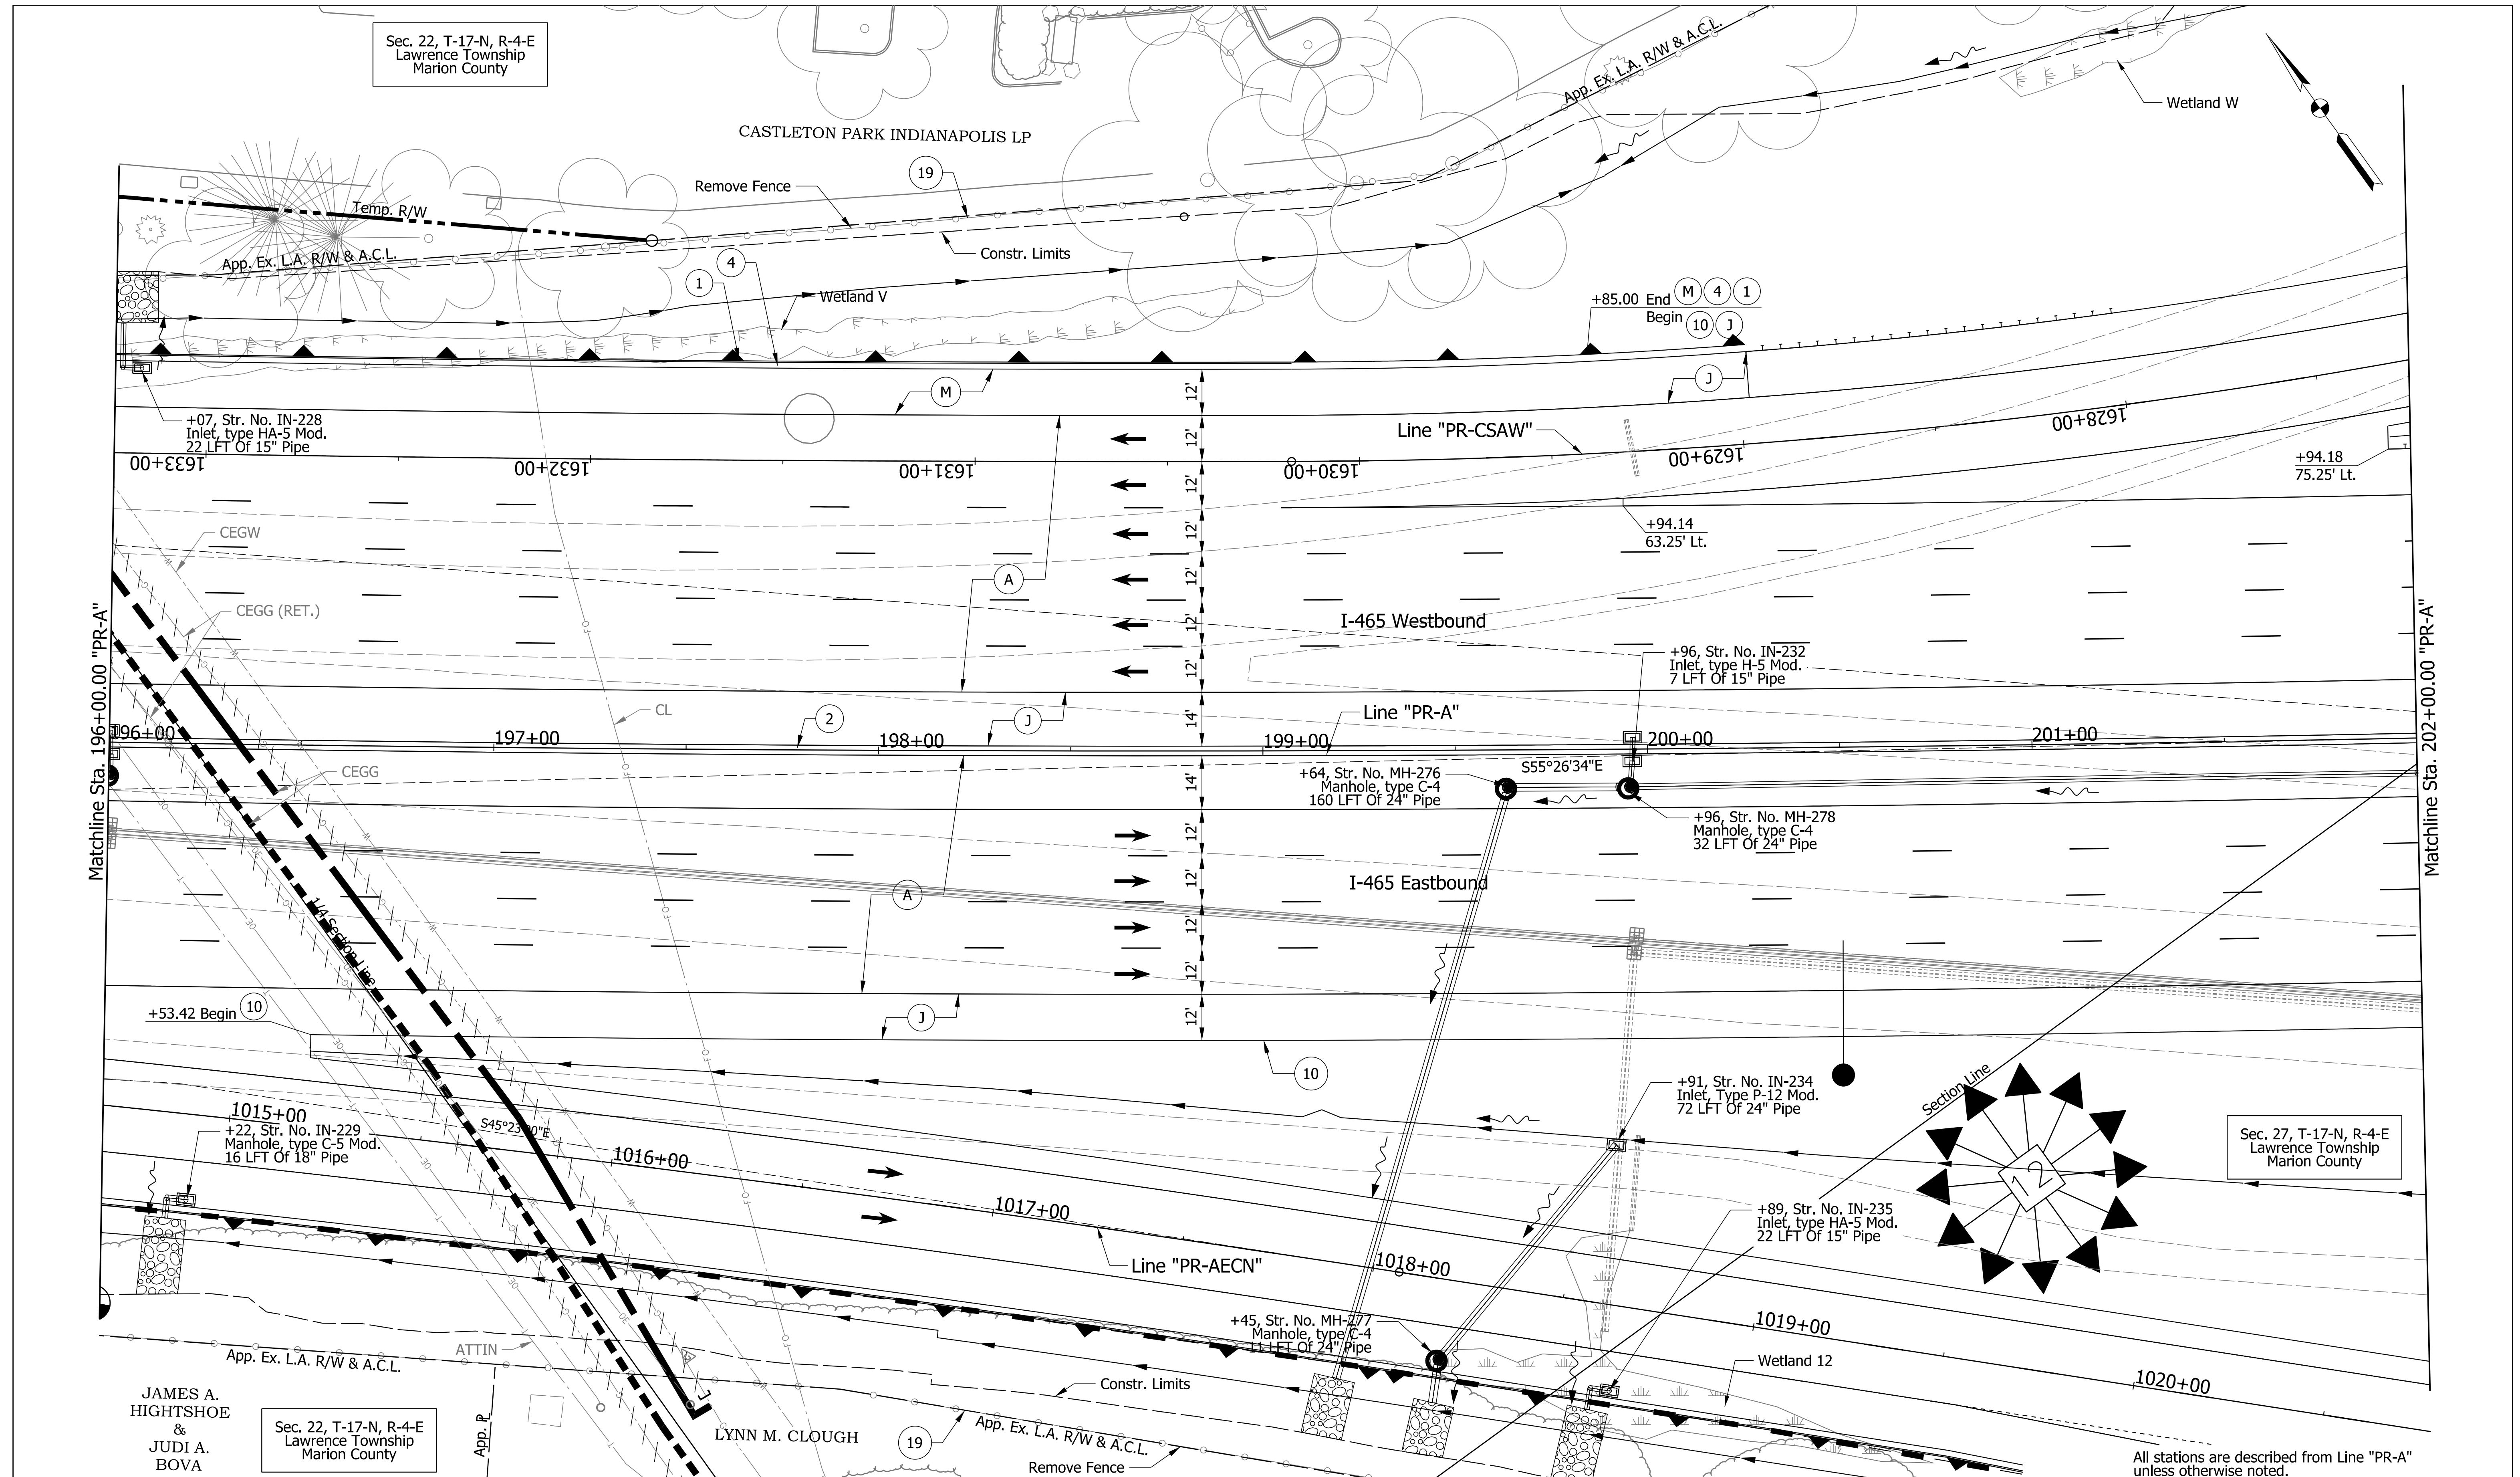 Sec. 22, T-17-N, R-4-E
Lawrence Township
Marion County
CASTLETON PARK INDIANAPOLIS LP
App. Ex. L.A. R/W & A.C.L.
Wetland W
19
Remove Fence
Temp. R/W
App. Ex. L.A. R/W & A.C.L.
Constr. Limits
4
1
Wetland V
+85.00 End M 4 1
Begin 10 J
M
J
12'
+07, Str. No. IN-228
Inlet, type HA-5 Mod.
22 LFT Of 15" Pipe
Line "PR-CSAW"
1633+00
1632+00
1631+00
1630+00
1629+00
1628+00
+94.18
75.25' Lt.
12'
12'
+94.14
63.25' Lt.
CEGW
W
12'
12'
A
CEGG (RET.)
G
FO
12'
I-465 Westbound
12'
+96, Str. No. IN-232
Inlet, type H-5 Mod.
7 LFT Of 15" Pipe
Matchline Sta. 196+00.00 "PR-A"
Matchline Sta. 202+00.00 "PR-A"
CL
2
J
14'
Line "PR-A"
196+00
197+00
198+00
199+00
200+00
201+00
CEGG
14'
+64, Str. No. MH-276
Manhole, type C-4
160 LFT Of 24" Pipe
S55°26'34"E
+96, Str. No. MH-278
Manhole, type C-4
32 LFT Of 24" Pipe
12'
12'
I-465 Eastbound
A
12'
12'
1/4 Section Line
30
+53.42 Begin 10
J
12'
10
+91, Str. No. IN-234
Inlet, Type P-12 Mod.
72 LFT Of 24" Pipe
Section Line
12
Sec. 27, T-17-N, R-4-E
Lawrence Township
Marion County
1015+00
+22, Str. No. IN-229
Manhole, type C-5 Mod.
16 LFT Of 18" Pipe
1016+00
1017+00
+89, Str. No. IN-235
Inlet, type HA-5 Mod.
22 LFT Of 15" Pipe
Line "PR-AECN"
1018+00
1019+00
1020+00
+45, Str. No. MH-277
Manhole, type C-4
11 LFT Of 24" Pipe
ATTIN
App. Ex. L.A. R/W & A.C.L.
Constr. Limits
Wetland 12
JAMES A.
HIGHTSHOE
&
JUDI A.
BOVA
Sec. 22, T-17-N, R-4-E
Lawrence Township
Marion County
App. P
LYNN M. CLOUGH
19
App. Ex. L.A. R/W & A.C.L.
Remove Fence
All stations are described from Line "PR-A"
unless otherwise noted.